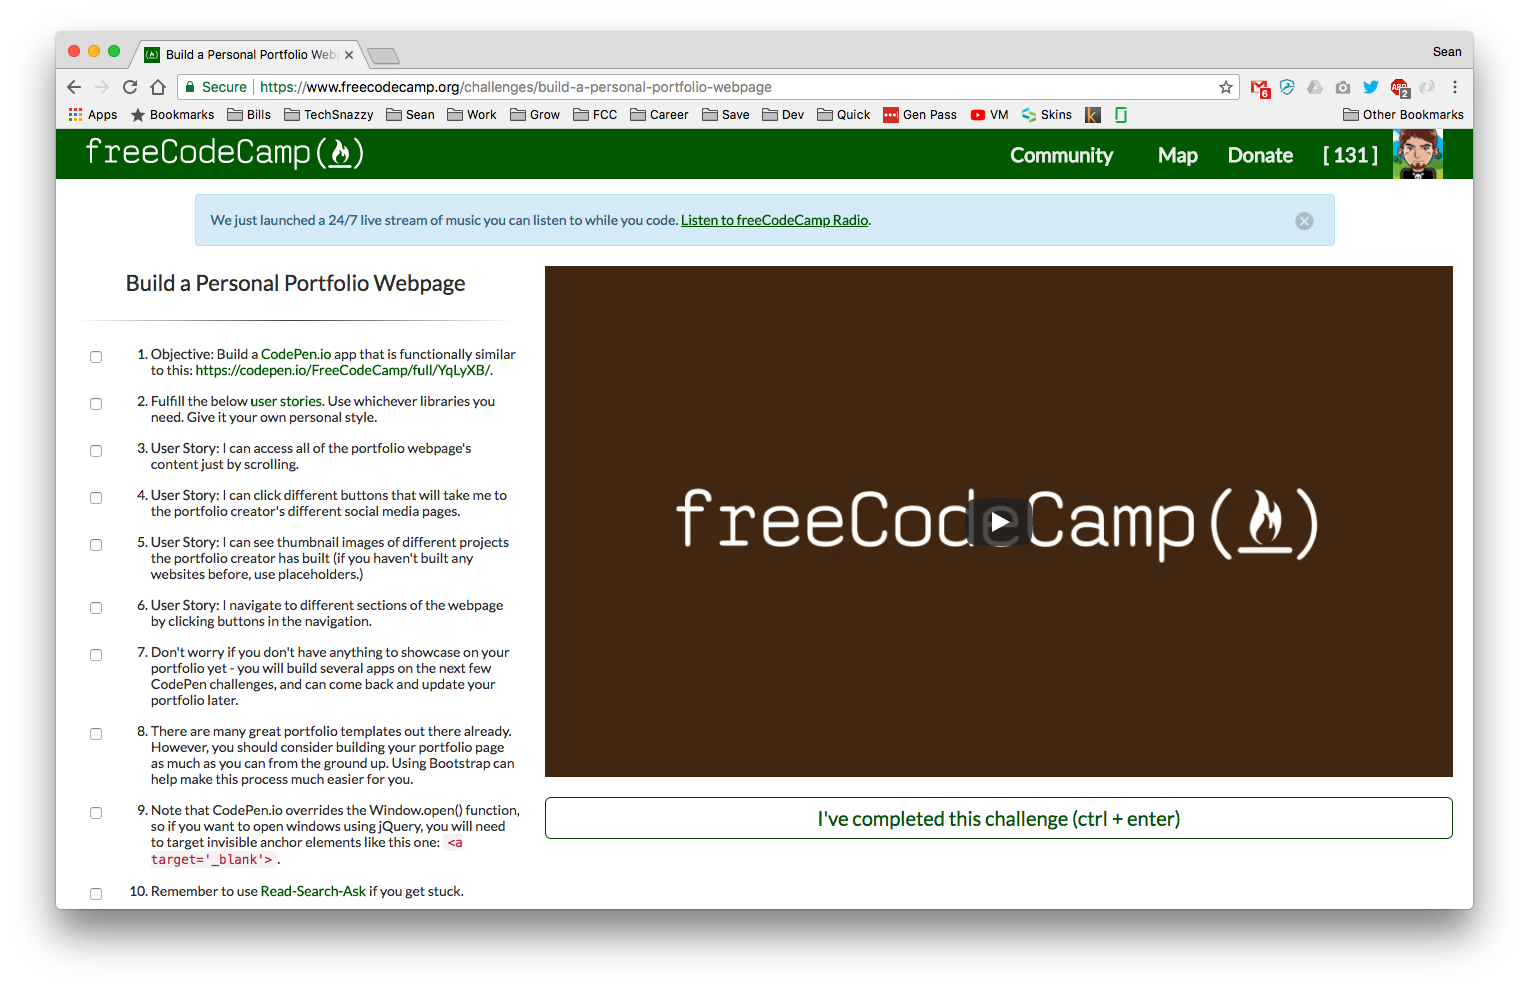 Build a Personal Portfolio Web
Sean
Secure
https://www.freecodecamp.org/challenges/build-a-personal-portfolio-webpage
6
ABP
2
Apps
Bookmarks
Bills
TechSnazzy
Sean
Work
Grow
FCC
Career
Save
Dev
Quick
Gen Pass
VM
Skins
Other Bookmarks
freeCodeCamp
Community
Map
Donate
[ 131 ]
We just launched a 24/7 live stream of music you can listen to while you code. Listen to freeCodeCamp Radio.
Build a Personal Portfolio Webpage
1. Objective: Build a CodePen.io app that is functionally similar
to this: https://codepen.io/FreeCodeCamp/full/YqLyXB/.
2. Fulfill the below user stories. Use whichever libraries you
need. Give it your own personal style.
3. User Story: I can access all of the portfolio webpage's
content just by scrolling.
4. User Story: I can click different buttons that will take me to
the portfolio creator's different social media pages.
5. User Story: I can see thumbnail images of different projects
the portfolio creator has built (if you haven't built any
websites before, use placeholders.)
6. User Story: I navigate to different sections of the webpage
by clicking buttons in the navigation.
7. Don't worry if you don't have anything to showcase on your
portfolio yet - you will build several apps on the next few
CodePen challenges, and can come back and update your
portfolio later.
8. There are many great portfolio templates out there already.
However, you should consider building your portfolio page
as much as you can from the ground up. Using Bootstrap can
help make this process much easier for you.
9. Note that CodePen.io overrides the Window.open() function,
so if you want to open windows using jQuery, you will need
to target invisible anchor elements like this one: <a
target='_blank'> .
10. Remember to use Read-Search-Ask if you get stuck.
freeCodeCamp
I've completed this challenge (ctrl + enter)